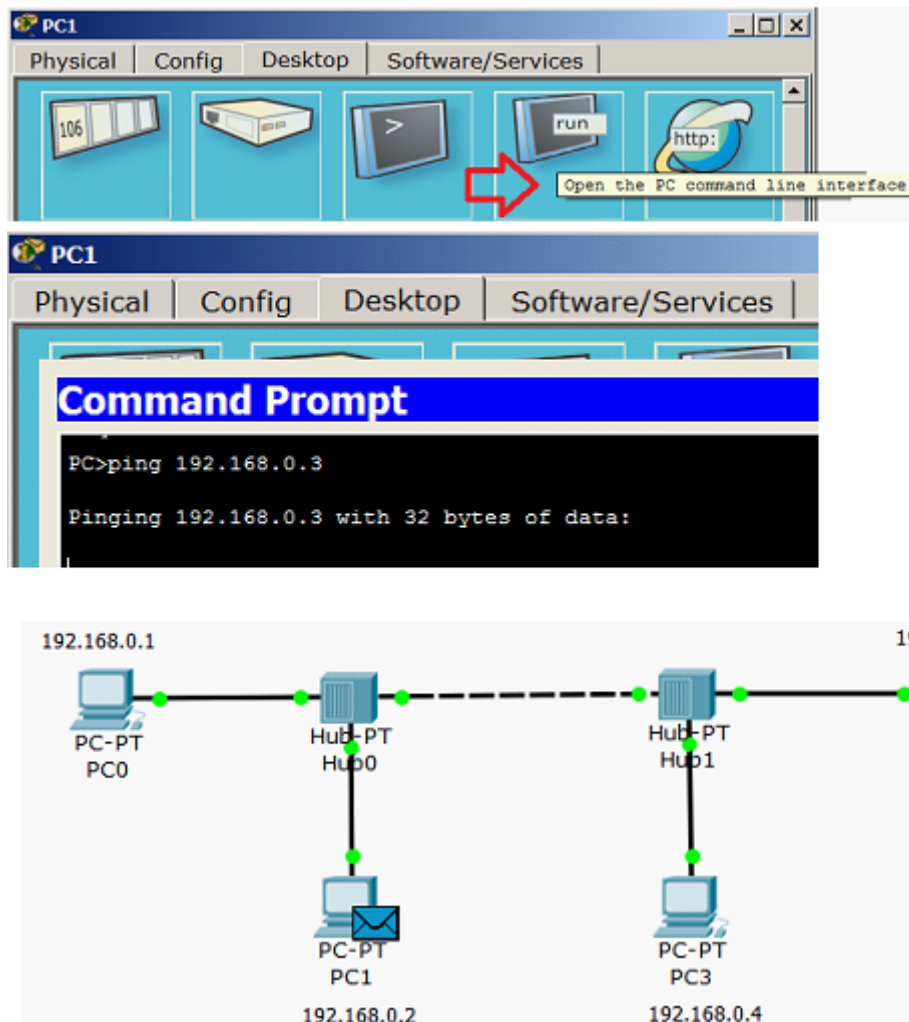 PC1
Physical Config Desktop Software/Services
106 > run http:
Open the PC command line interface
PC1
Physical Config Desktop Software/Services
Command Prompt
PC>ping 192.168.0.3
Pinging 192.168.0.3 with 32 bytes of data:
192.168.0.1
PC-PT
PC0
Hub-PT
Hub0
Hub-PT
Hub1
PC-PT
PC1
192.168.0.2
PC-PT
PC3
192.168.0.4